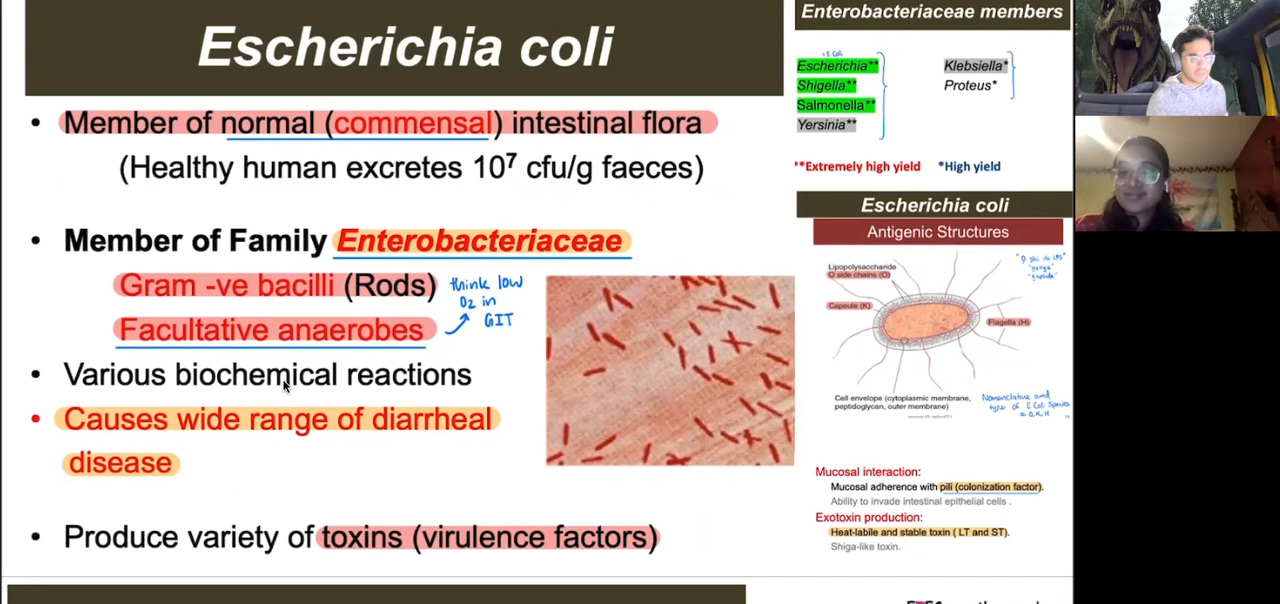 Escherichia coli
• Member of normal (commensal) intestinal flora
(Healthy human excretes 10⁷ cfu/g faeces)
• Member of Family Enterobacteriaceae
Gram -ve bacilli (Rods)
Facultative anaerobes
think low
O₂ in
GIT
• Various biochemical reactions
• Causes wide range of diarrheal
disease
• Produce variety of toxins (virulence factors)
Enterobacteriaceae members
E Coli
Escherichia**
Shigella**
Salmonella**
Yersinia**
Klebsiella*
Proteus*
**Extremely high yield *High yield
Escherichia coli
Antigenic Structures
Lipopolysaccharide
O side chains (O)
Capsule (K)
Flagella (H)
Cell envelope (cytoplasmic membrane,
peptidoglycan, outer membrane)
Nomenclature and
type of E Coli Species
= O, K, H
Mucosal interaction:
Mucosal adherence with pili (colonization factor).
Ability to invade intestinal epithelial cells .
Exotoxin production:
Heat-labile and stable toxin ( LT and ST).
Shiga-like toxin.